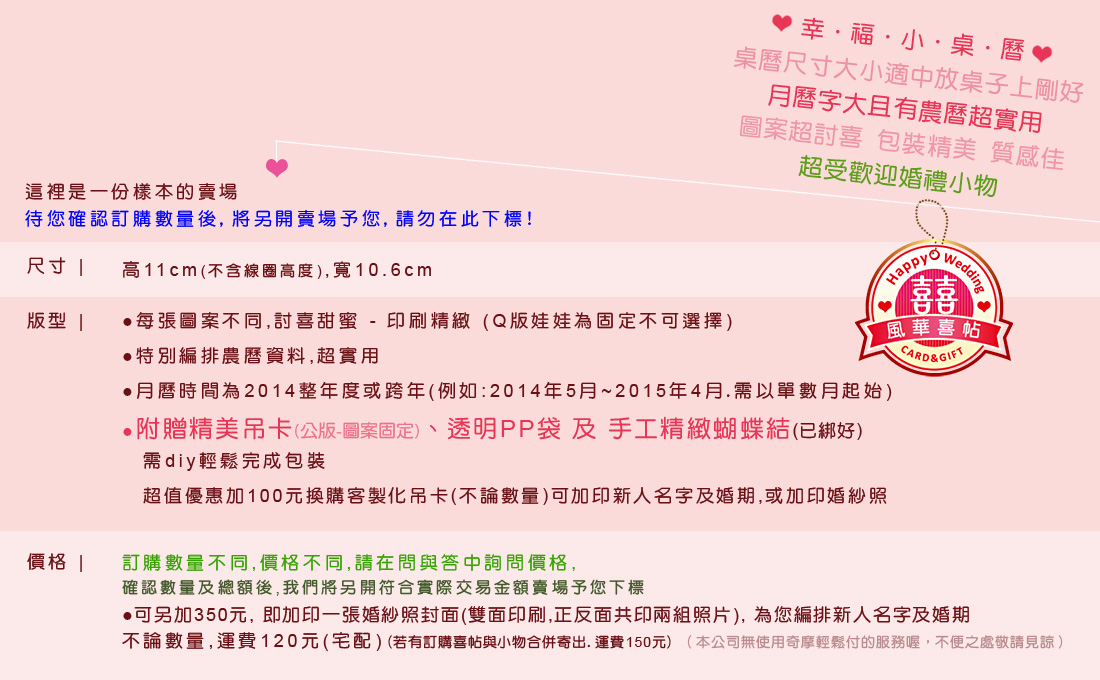 幸·福·小·桌·曆
桌曆尺寸大小適中放桌子上剛好
月曆字大且有農曆超實用
圖案超討喜 包裝精美 質感佳
超受歡迎婚禮小物
這裡是一份樣本的賣場
待您確認訂購數量後, 將另開賣場予您, 請勿在此下標!
Happy Wedding
囍
風華喜帖
CARD&GIFT
尺寸 | 高11cm(不含線圈高度),寬10.6cm
版型 | ●每張圖案不同,討喜甜蜜 - 印刷精緻 (Q版娃娃為固定不可選擇)
●特別編排農曆資料,超實用
●月曆時間為2014整年度或跨年(例如:2014年5月~2015年4月.需以單數月起始)
●附贈精美吊卡(公版-圖案固定)、透明PP袋 及 手工精緻蝴蝶結(已綁好)
需diy輕鬆完成包裝
超值優惠加100元換購客製化吊卡(不論數量)可加印新人名字及婚期,或加印婚紗照
價格 | 訂購數量不同,價格不同,請在問與答中詢問價格,
確認數量及總額後,我們將另開符合實際交易金額賣場予您下標
●可另加350元, 即加印一張婚紗照封面(雙面印刷,正反面共印兩組照片), 為您編排新人名字及婚期
不論數量,運費120元(宅配) (若有訂購喜帖與小物合併寄出. 運費150元) (本公司無使用奇摩輕鬆付的服務喔，不便之處敬請見諒)